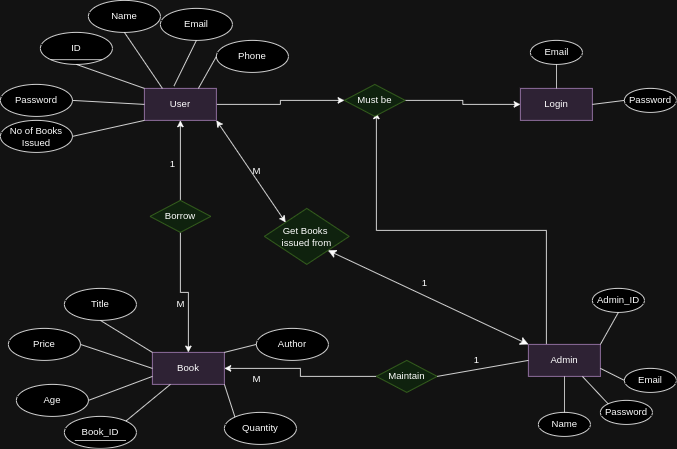 Name
Email
ID
Phone
Email
Password
User
Must be
Login
Password
No of Books
Issued
1
M
Borrow
Get Books
issued from
1
M
Title
Admin_ID
Price
Author
Admin
Book
Maintain
1
M
Email
Age
Password
Book_ID
Quantity
Name